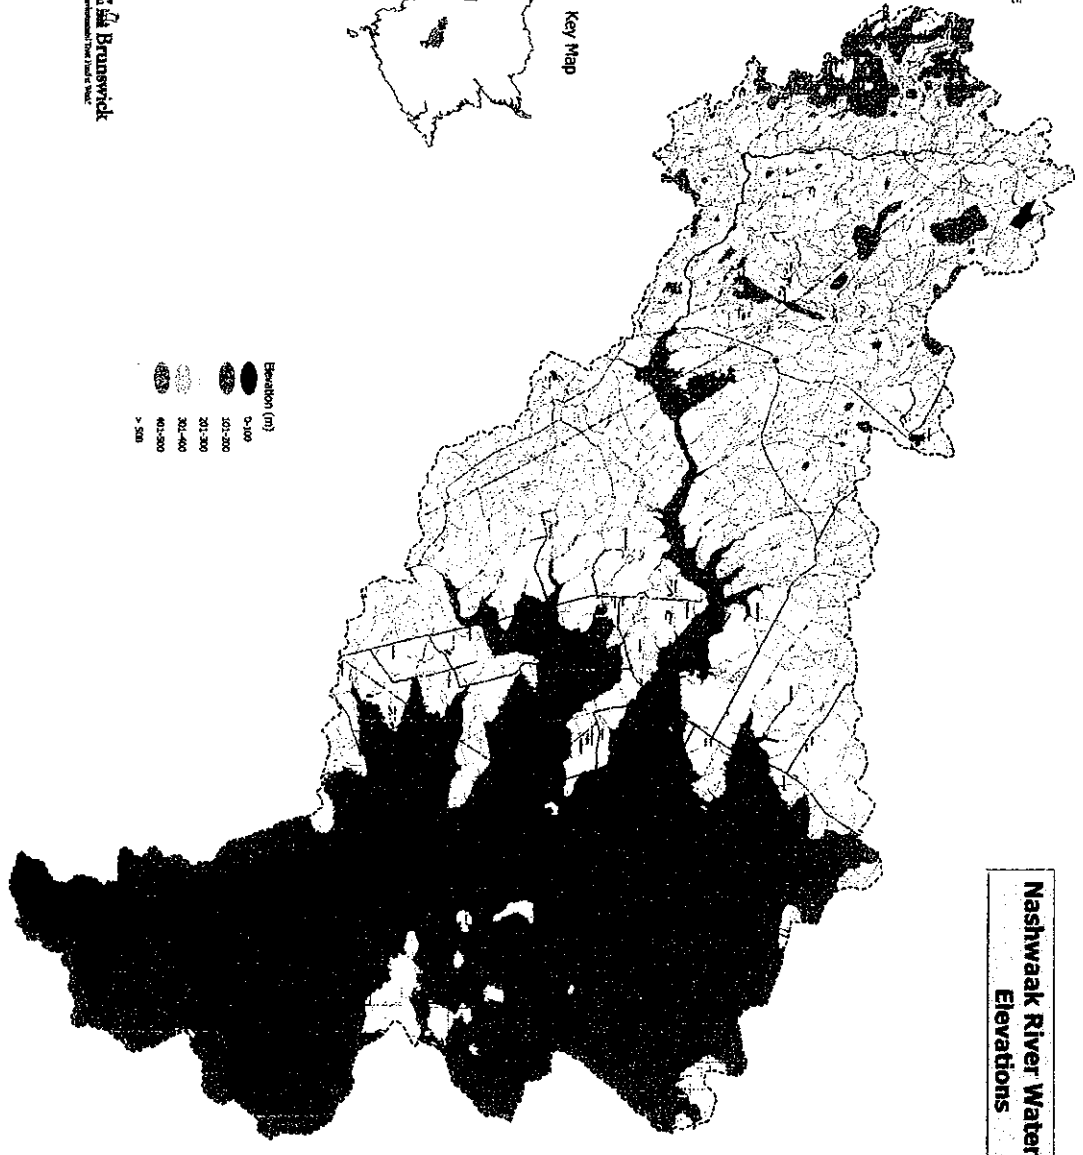 Nashwaak River Water
Elevations
Key Map
Elevation (m)
0-100
101-200
201-300
301-400
401-500
> 500
Brunswick